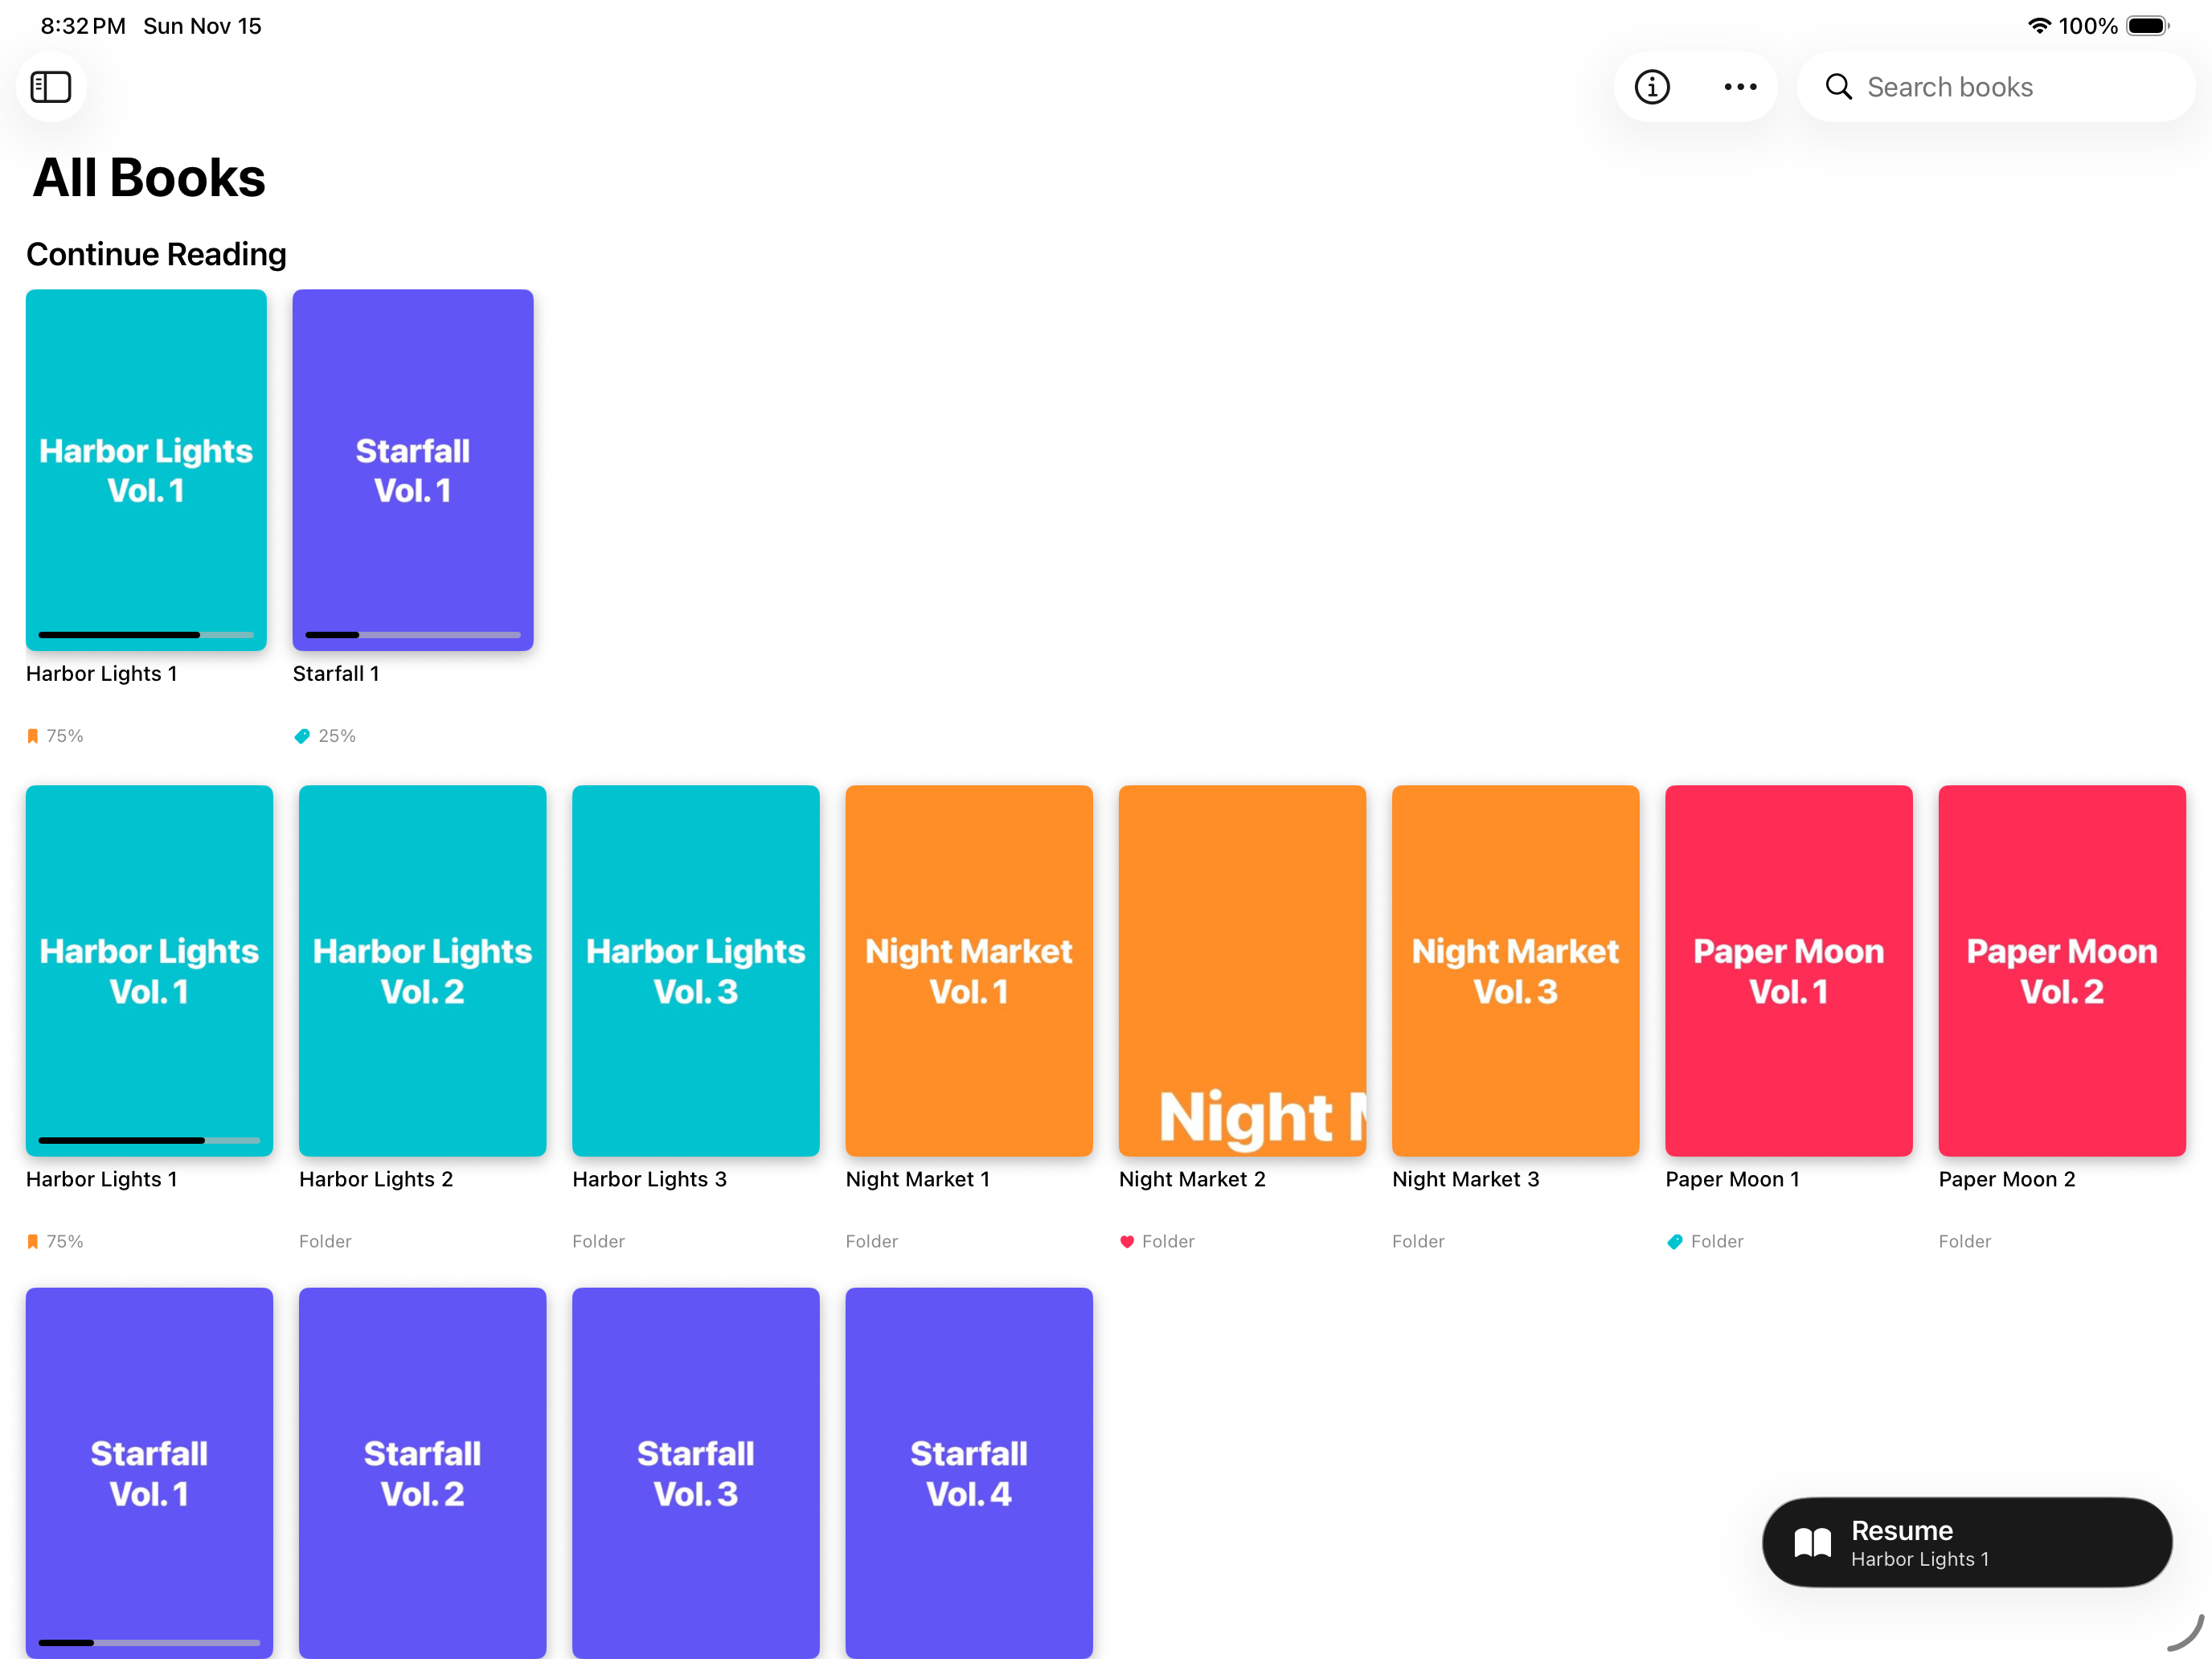 8:32 PM Sun Nov 15
100%
Search books
All Books
Continue Reading
Harbor Lights
Vol. 1
Starfall
Vol. 1
Harbor Lights 1
Starfall 1
75%
25%
Harbor Lights
Vol. 1
Harbor Lights
Vol. 2
Harbor Lights
Vol. 3
Night Market
Vol. 1
Night
Night Market
Vol. 3
Paper Moon
Vol. 1
Paper Moon
Vol. 2
Harbor Lights 1
Harbor Lights 2
Harbor Lights 3
Night Market 1
Night Market 2
Night Market 3
Paper Moon 1
Paper Moon 2
75%
Folder
Folder
Folder
Folder
Folder
Folder
Folder
Starfall
Vol. 1
Starfall
Vol. 2
Starfall
Vol. 3
Starfall
Vol. 4
Resume
Harbor Lights 1